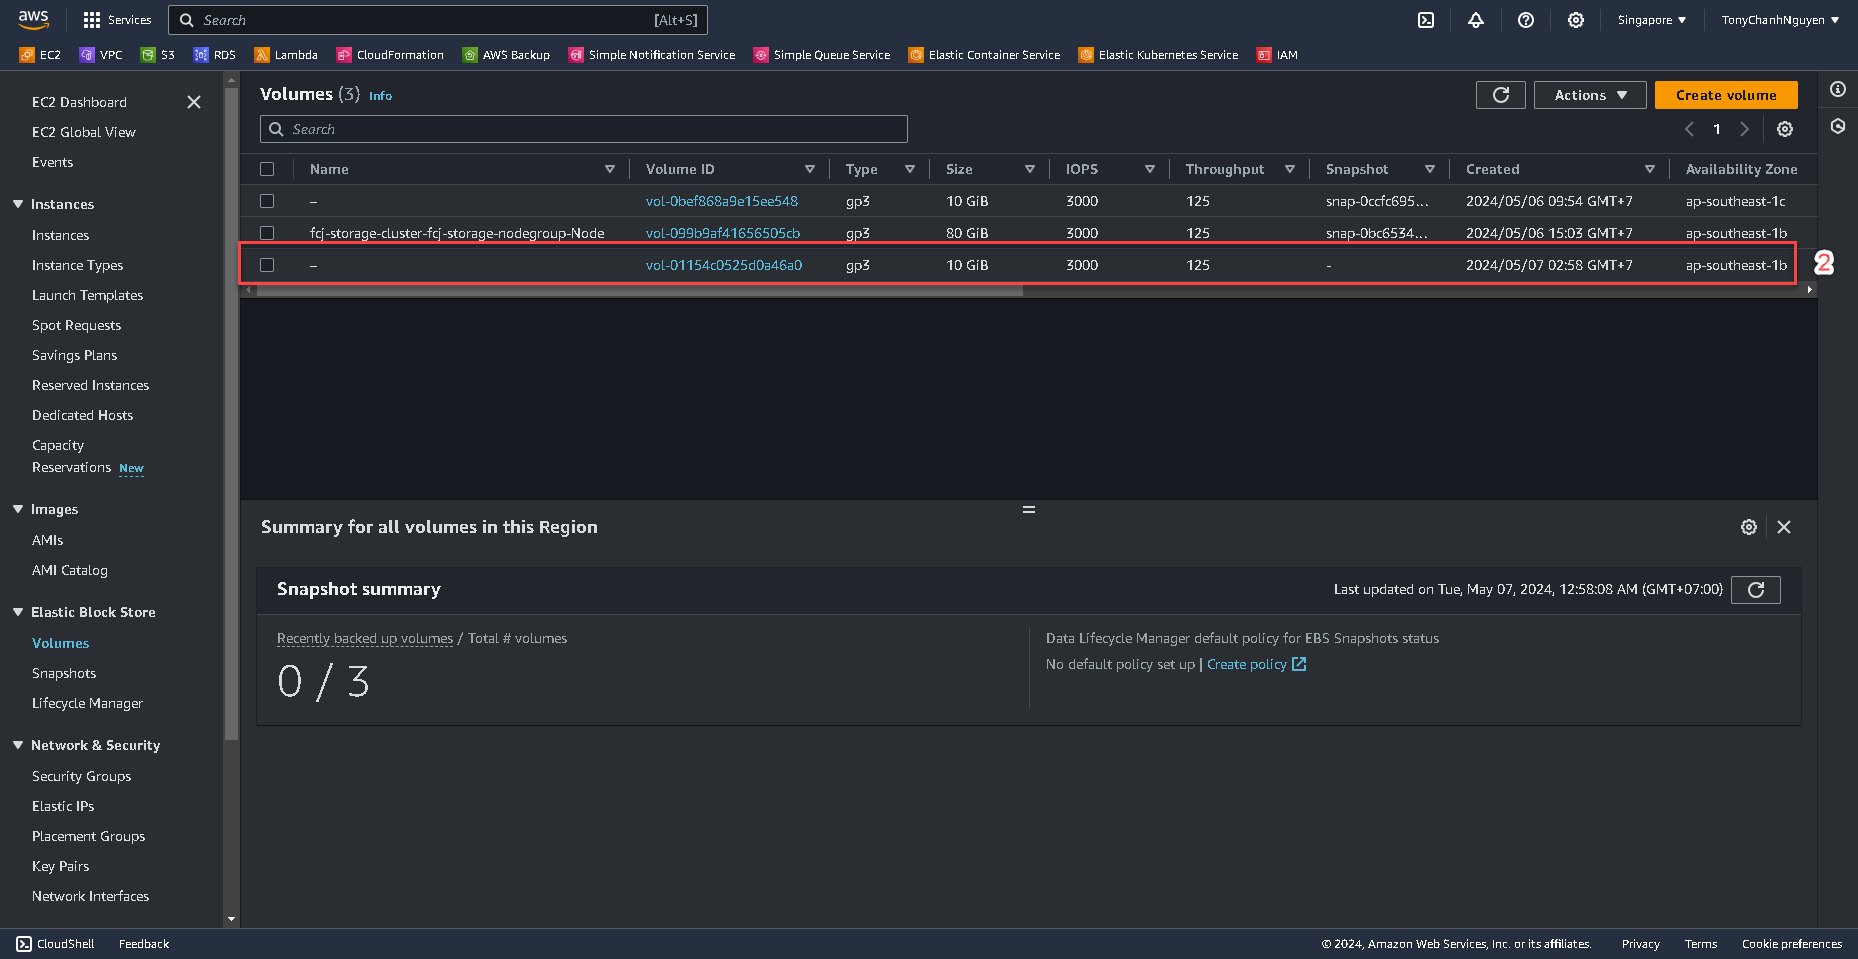 aws
Services
Search
[Alt+S]
Singapore
TonyChanhNguyen
EC2
VPC
S3
RDS
Lambda
CloudFormation
AWS Backup
Simple Notification Service
Simple Queue Service
Elastic Container Service
Elastic Kubernetes Service
IAM
EC2 Dashboard
EC2 Global View
Events
Instances
Instances
Instance Types
Launch Templates
Spot Requests
Savings Plans
Reserved Instances
Dedicated Hosts
Capacity
Reservations New
Images
AMIs
AMI Catalog
Elastic Block Store
Volumes
Snapshots
Lifecycle Manager
Network & Security
Security Groups
Elastic IPs
Placement Groups
Key Pairs
Network Interfaces
Volumes (3) Info
Actions
Create volume
Search
1
Name Volume ID Type Size IOPS Throughput Snapshot Created Availability Zone
– vol-0bef868a9e15ee548 gp3 10 GiB 3000 125 snap-0ccfc695... 2024/05/06 09:54 GMT+7 ap-southeast-1c
fcj-storage-cluster-fcj-storage-nodegroup-Node vol-099b9af41656505cb gp3 80 GiB 3000 125 snap-0bc6534... 2024/05/06 15:03 GMT+7 ap-southeast-1b
– vol-01154c0525d0a46a0 gp3 10 GiB 3000 125 - 2024/05/07 02:58 GMT+7 ap-southeast-1b
2
Summary for all volumes in this Region
Snapshot summary
Last updated on Tue, May 07, 2024, 12:58:08 AM (GMT+07:00)
Recently backed up volumes / Total # volumes
0 / 3
Data Lifecycle Manager default policy for EBS Snapshots status
No default policy set up | Create policy
CloudShell
Feedback
© 2024, Amazon Web Services, Inc. or its affiliates.
Privacy
Terms
Cookie preferences